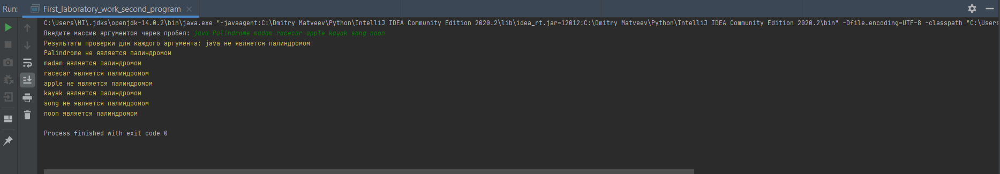 Run: First_laboratory_work_second_program
C:\Users\MI\.jdks\openjdk-14.0.2\bin\java.exe "-javaagent:C:\Dmitry Matveev\Python\IntelliJ IDEA Community Edition 2020.2\lib\idea_rt.jar=12012:C:\Dmitry Matveev\Python\IntelliJ IDEA Community Edition 2020.2\bin" -Dfile.encoding=UTF-8 -classpath "C:\Users
Введите массив аргументов через пробел: java Palindrome madam racecar apple kayak song noon
Результаты проверки для каждого аргумента: java не является палиндромом
Palindrome не является палиндромом
madam является палиндромом
racecar является палиндромом
apple не является палиндромом
kayak является палиндромом
song не является палиндромом
noon является палиндромом
Process finished with exit code 0